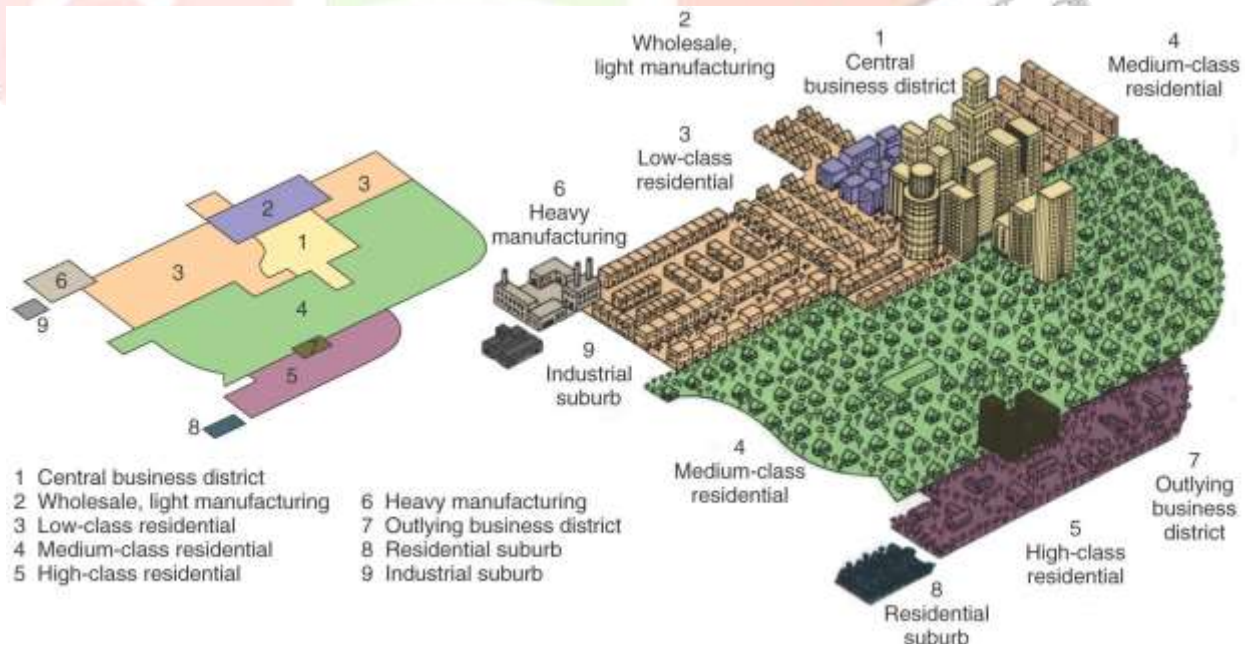 2
Wholesale,
light manufacturing
1
Central
business district
4
Medium-class
residential
3
Low-class
residential
6
Heavy
manufacturing
9
Industrial
suburb
4
Medium-class
residential
7
Outlying
business
district
5
High-class
residential
8
Residential
suburb
3
2
1
3
6
9
4
5
8
1 Central business district
2 Wholesale, light manufacturing
3 Low-class residential
4 Medium-class residential
5 High-class residential
6 Heavy manufacturing
7 Outlying business district
8 Residential suburb
9 Industrial suburb